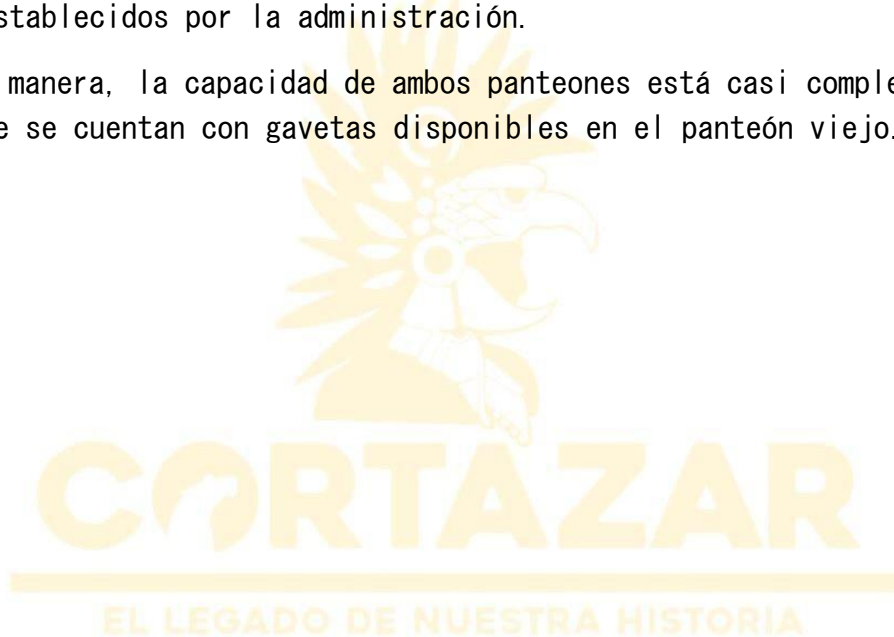 stablecidos por la administración.
manera, la capacidad de ambos panteones está casi comple
e se cuentan con gavetas disponibles en el panteón viejo.
CORTAZAR
EL LEGADO DE NUESTRA HISTORIA